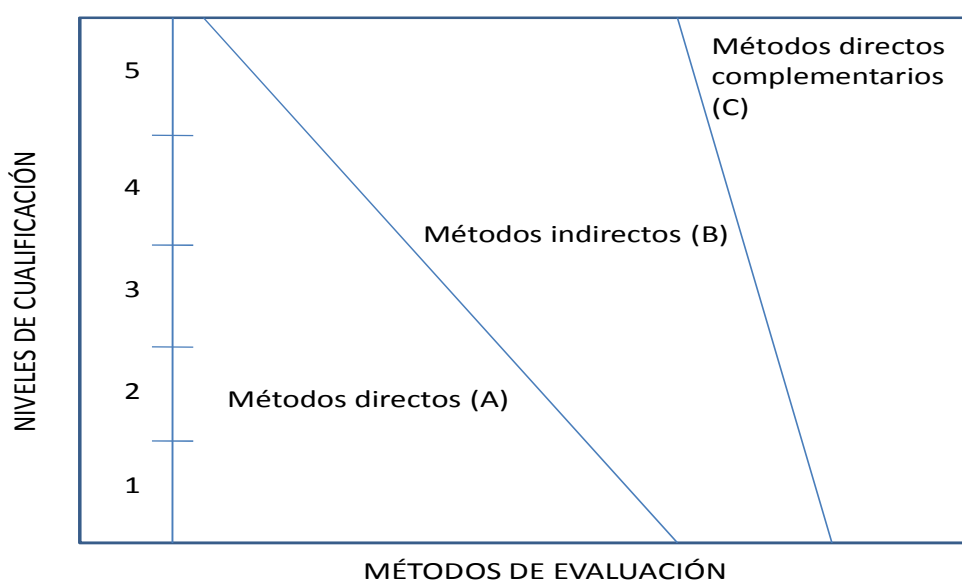 NIVELES DE CUALIFICACIÓN
5
4
3
2
1
Métodos directos
complementarios
(C)
Métodos indirectos (B)
Métodos directos (A)
MÉTODOS DE EVALUACIÓN